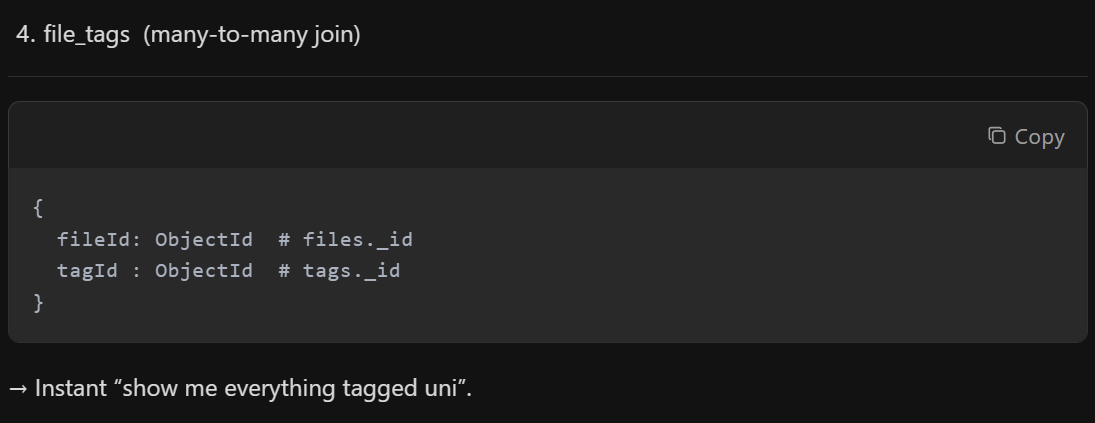 4. file_tags (many-to-many join)
Copy
{
  fileId: ObjectId  # files._id
  tagId : ObjectId  # tags._id
}
→ Instant “show me everything tagged uni”.